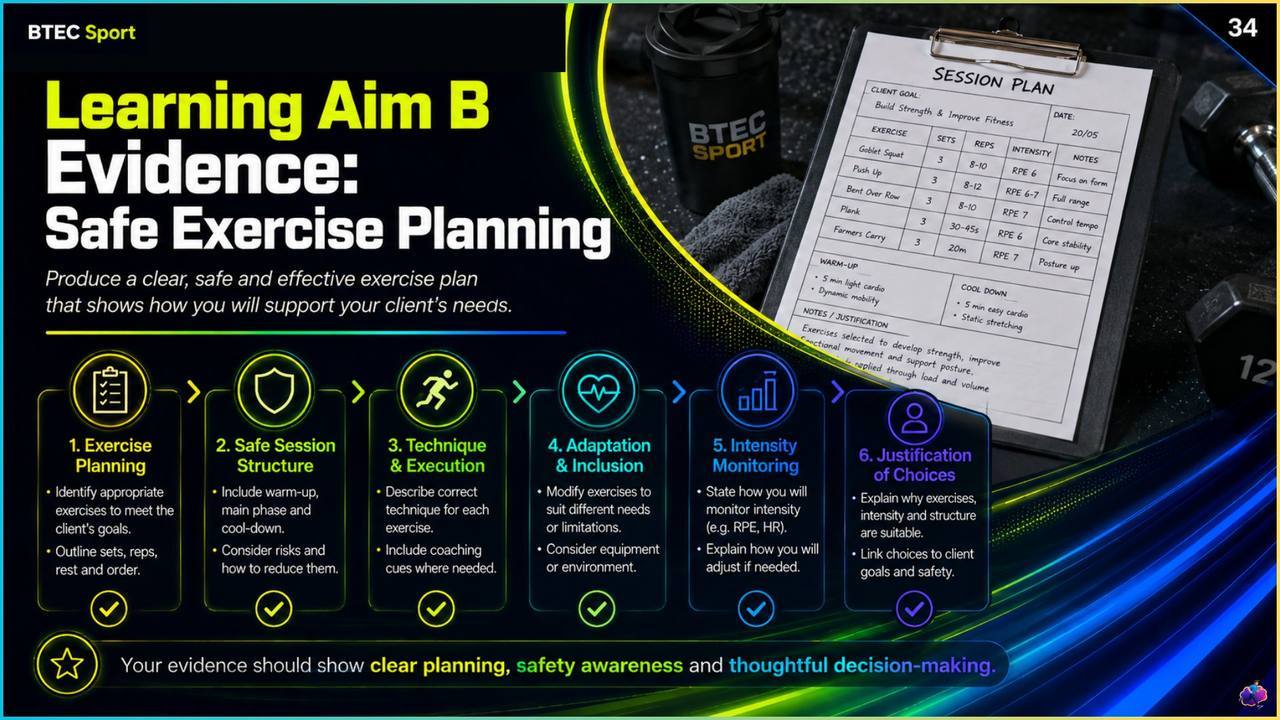 BTEC Sport
34
Learning Aim B
Evidence:
Safe Exercise Planning
Produce a clear, safe and effective exercise plan
that shows how you will support your client's needs.
BTEC
SPORT
SESSION PLAN
CLIENT GOAL:
Build Strength & Improve Fitness
DATE:
20/05
EXERCISE SETS REPS INTENSITY NOTES
Goblet Squat 3 8-10 RPE 6 Focus on form
Push Up 3 8-12 RPE 6-7 Full range
Bent Over Row 3 8-10 RPE 7 Control tempo
Plank 3 30-45s RPE 6 Core stability
Farmers Carry 3 20m RPE 7 Posture up
WARM-UP
• 5 min light cardio
• Dynamic mobility
COOL DOWN
• 5 min easy cardio
• Static stretching
NOTES / JUSTIFICATION
Exercises selected to develop strength, improve
movement and support posture.
applied through load and volume
12
1. Exercise
Planning
• Identify appropriate
exercises to meet the
client's goals.
• Outline sets, reps,
rest and order.
2. Safe Session
Structure
• Include warm-up,
main phase and
cool-down.
• Consider risks and
how to reduce them.
3. Technique
& Execution
• Describe correct
technique for each
exercise.
• Include coaching
cues where needed.
4. Adaptation
& Inclusion
• Modify exercises to
suit different needs
or limitations.
• Consider equipment
or environment.
5. Intensity
Monitoring
• State how you will
monitor intensity
(e.g. RPE, HR).
• Explain how you will
adjust if needed.
6. Justification
of Choices
• Explain why exercises,
intensity and structure
are suitable.
• Link choices to client
goals and safety.
Your evidence should show clear planning, safety awareness and thoughtful decision-making.